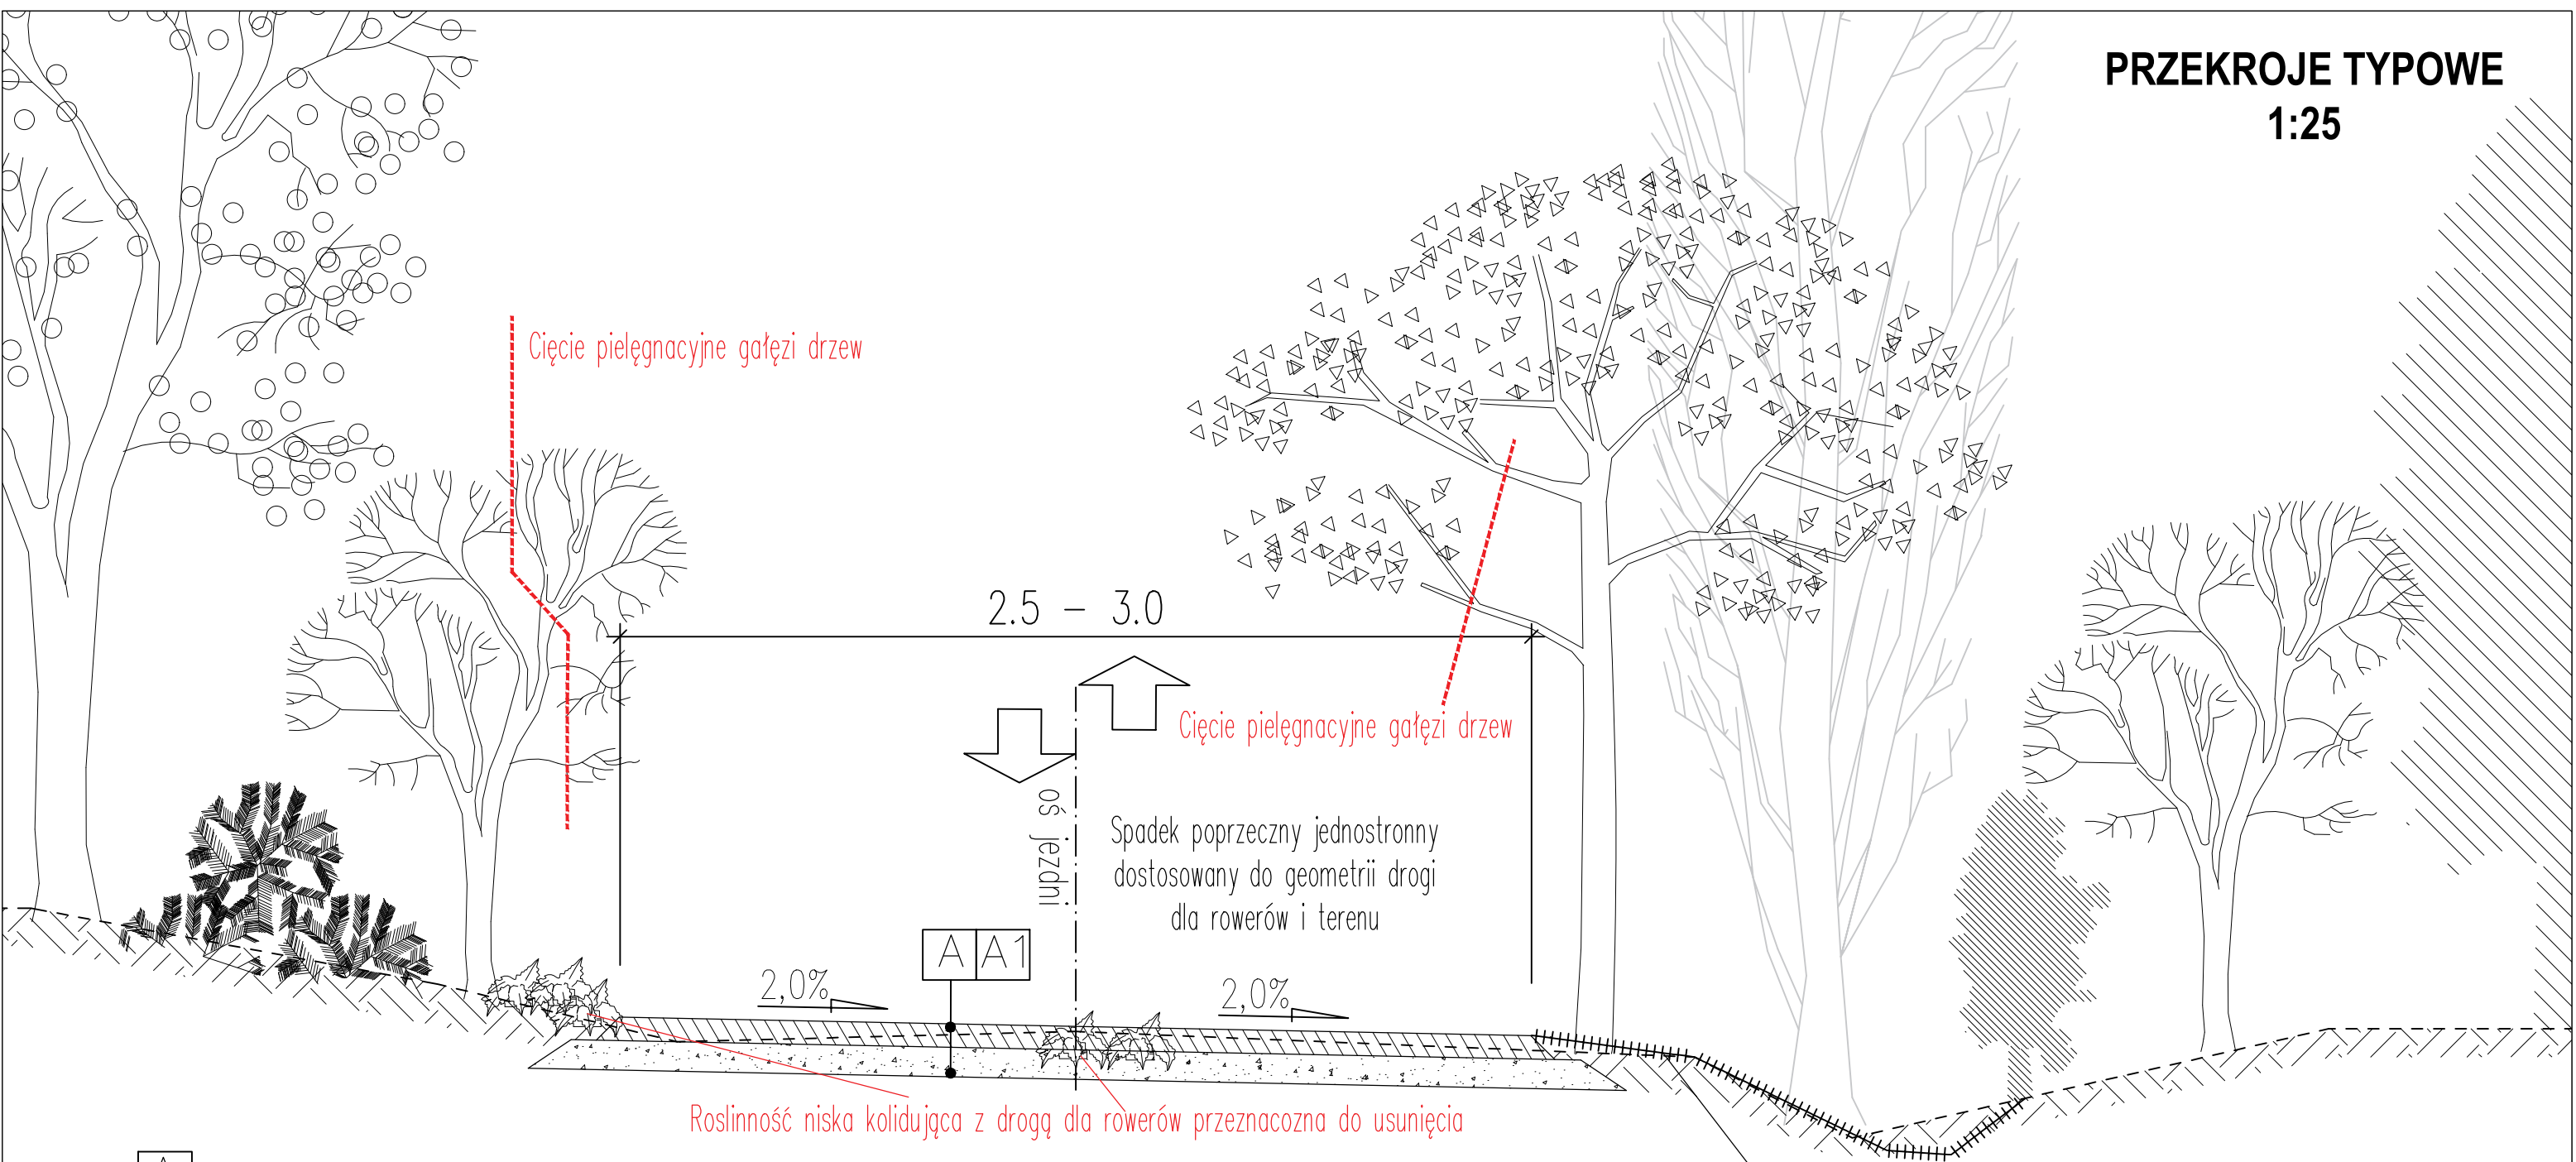 PRZEKROJE TYPOWE
1:25
Cięcie pielęgnacyjne gałęzi drzew
2.5 - 3.0
Cięcie pielęgnacyjne gałęzi drzew
oś jezdni
Spadek poprzeczny jednostronny
dostosowany do geometrii drogi
dla rowerów i terenu
A A1
2,0%
2,0%
Roslinność niska kolidująca z drogą dla rowerów przeznacozna do usunięcia